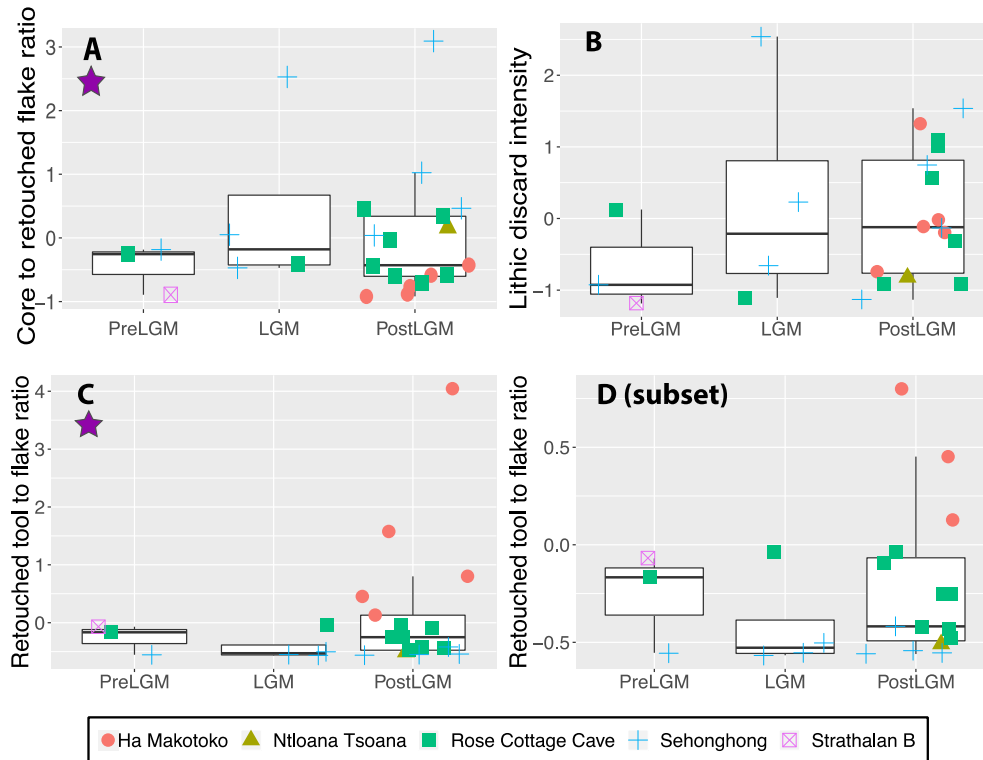 A
Core to retouched flake ratio
3
2
1
0
−1
PreLGM LGM PostLGM
B
Lithic discard intensity
2
1
0
−1
PreLGM LGM PostLGM
C
Retouched tool to flake ratio
4
3
2
1
0
PreLGM LGM PostLGM
D (subset)
Retouched tool to flake ratio
0.5
0.0
−0.5
PreLGM LGM PostLGM
Ha Makotoko Ntloana Tsoana Rose Cottage Cave Sehonghong Strathalan B